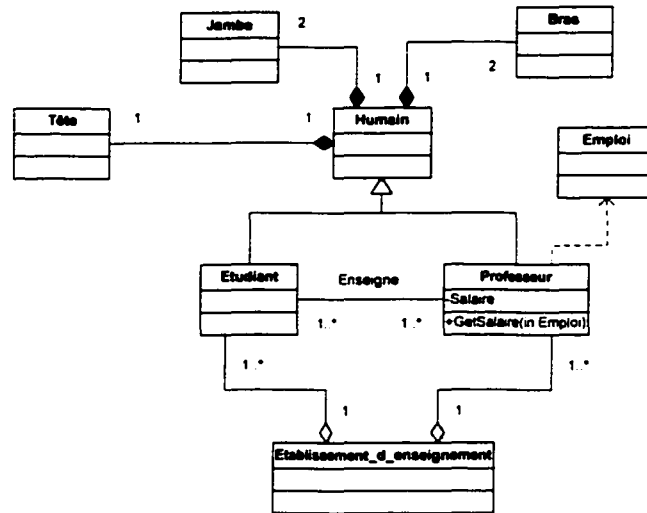 Jambe
2
Bras
1
1
2
Tête
1
1
Humain
Emploi
Etudiant
Enseigne
Professeur
-Salaire
+GetSalaire(in Emploi)
1..*
1..*
1..*
1..*
1
1
Etablissement_d_enseignement